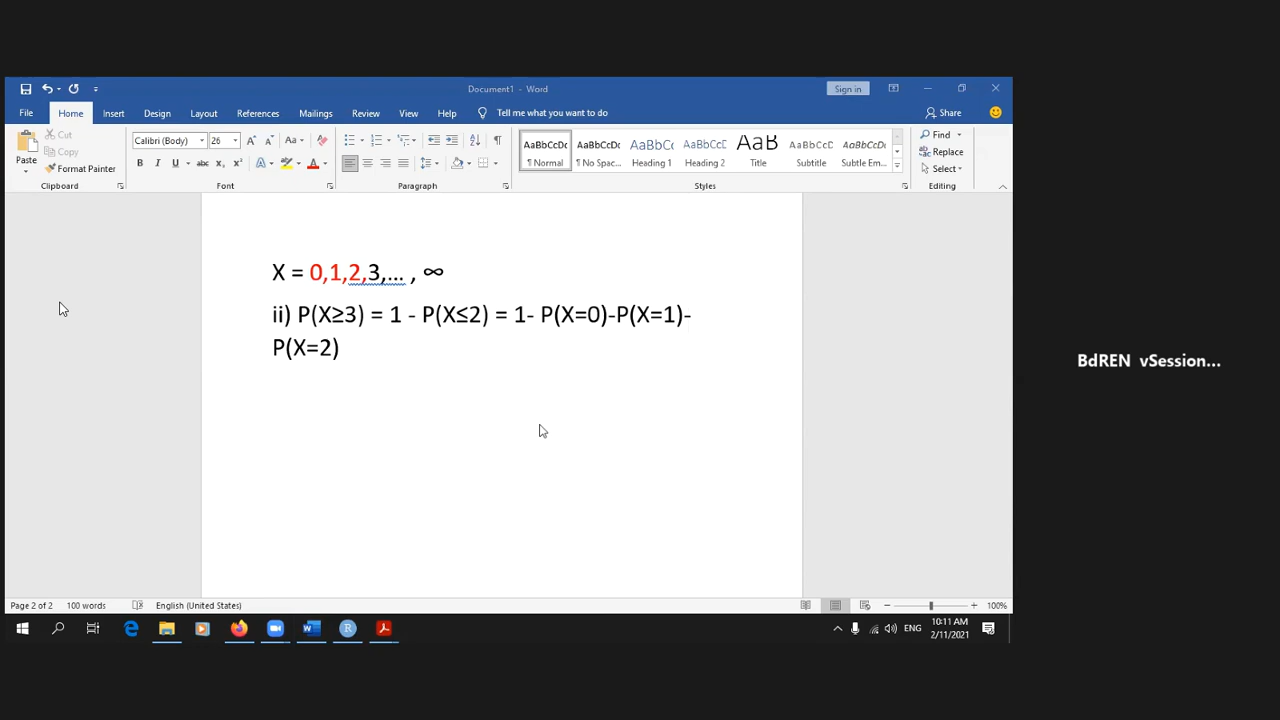 Document1 - Word
Sign in
File Home Insert Design Layout References Mailings Review View Help Tell me what you want to do Share
Paste
Cut
Copy
Format Painter
Clipboard
Calibri (Body) 26
Font
Paragraph
AaBbCcDc AaBbCcDc AaBbC AaBbCcD AaB AaBbCcD AaBbCcD
¶ Normal ¶ No Spac... Heading 1 Heading 2 Title Subtitle Subtle Em...
Styles
Find
Replace
Select
Editing
X = 0,1,2,3,... , ∞
ii) P(X≥3) = 1 - P(X≤2) = 1- P(X=0)-P(X=1)-
P(X=2)
BdREN vSession...
Page 2 of 2 100 words English (United States) 100%
ENG
10:11 AM
2/11/2021